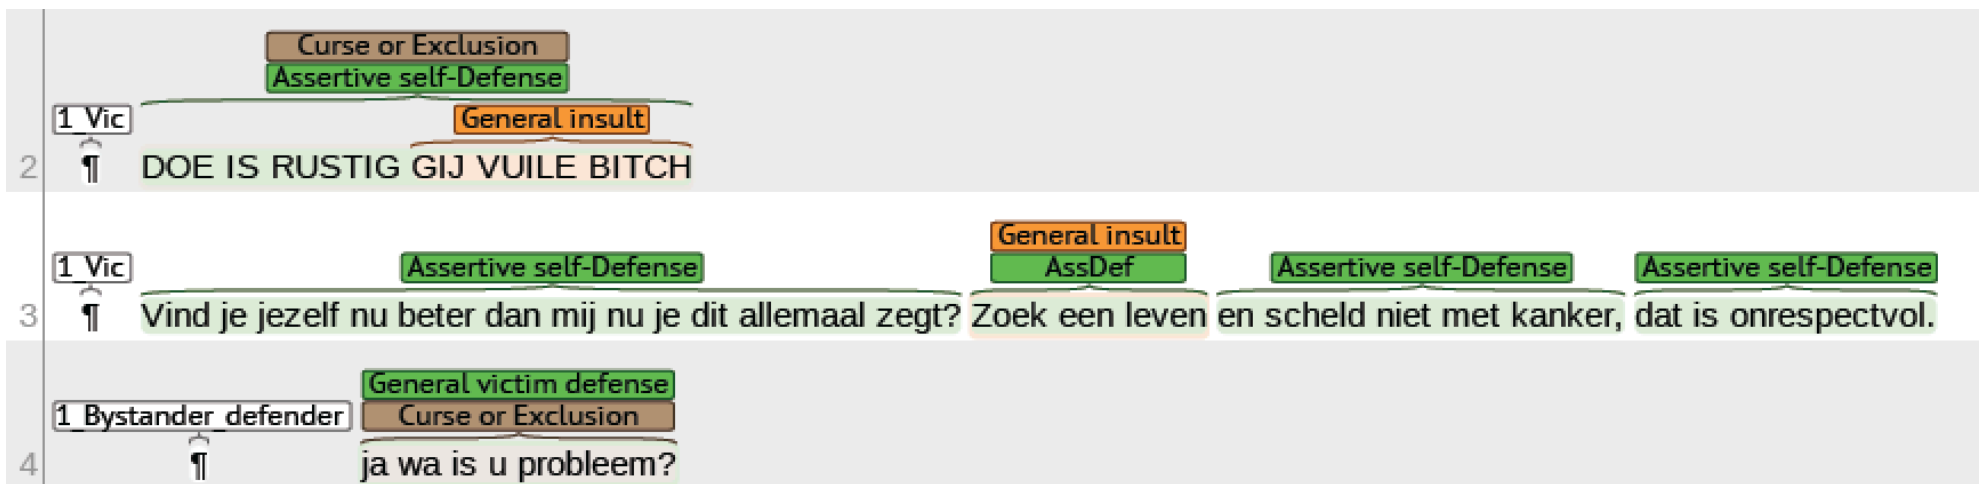 Curse or Exclusion
Assertive self-Defense
1_Vic General insult
2 ¶ DOE IS RUSTIG GIJ VUILE BITCH
General insult
1_Vic Assertive self-Defense AssDef Assertive self-Defense Assertive self-Defense
3 ¶ Vind je jezelf nu beter dan mij nu je dit allemaal zegt? Zoek een leven en scheld niet met kanker, dat is onrespectvol.
General victim defense
1_Bystander_defender Curse or Exclusion
4 ¶ ja wa is u probleem?